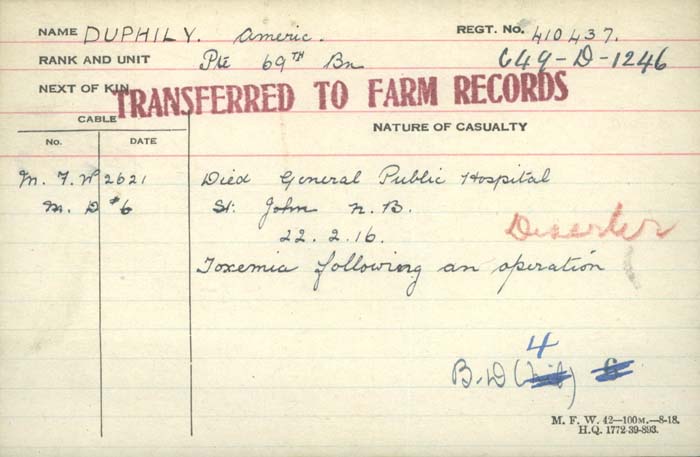 NAME DUPHILY. Americ. REGT. NO. 410437.
RANK AND UNIT Pte 69TH Bn 649-D-1246
NEXT OF KIN
TRANSFERRED TO FARM RECORDS
CABLE NATURE OF CASUALTY
No. DATE
M. F. W 2621 Died General Public Hospital
M. D #6 St. John N.B.
22.2.16. Deserter
Toxemia following an operation
4
B.D ( )
M. F. W. 42—100M.—8-18.
H.Q. 1772-39-893.